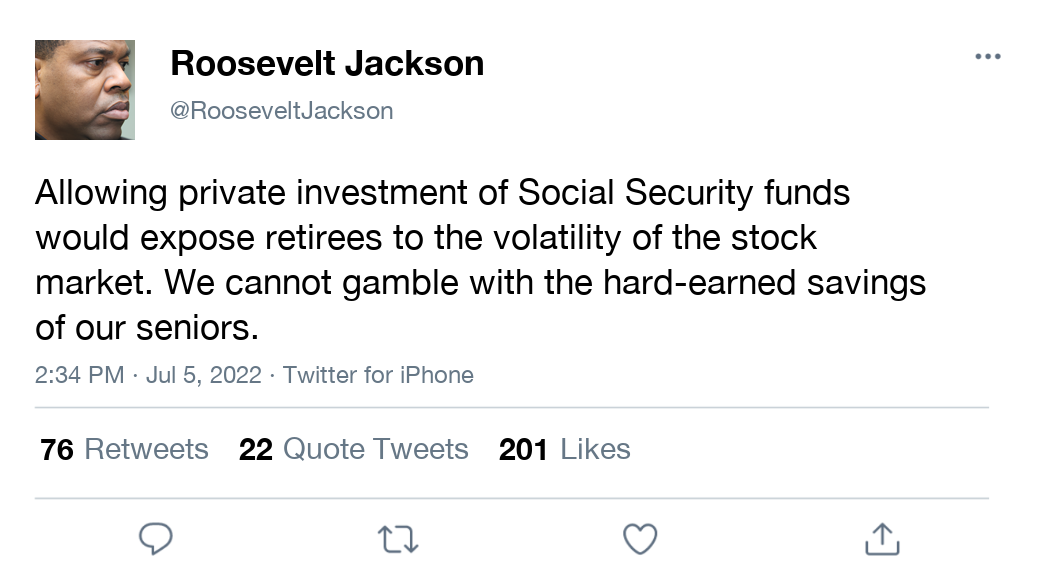 Roosevelt Jackson
@RooseveltJackson
Allowing private investment of Social Security funds
would expose retirees to the volatility of the stock
market. We cannot gamble with the hard-earned savings
of our seniors.
2:34 PM · Jul 5, 2022 · Twitter for iPhone
76 Retweets 22 Quote Tweets 201 Likes